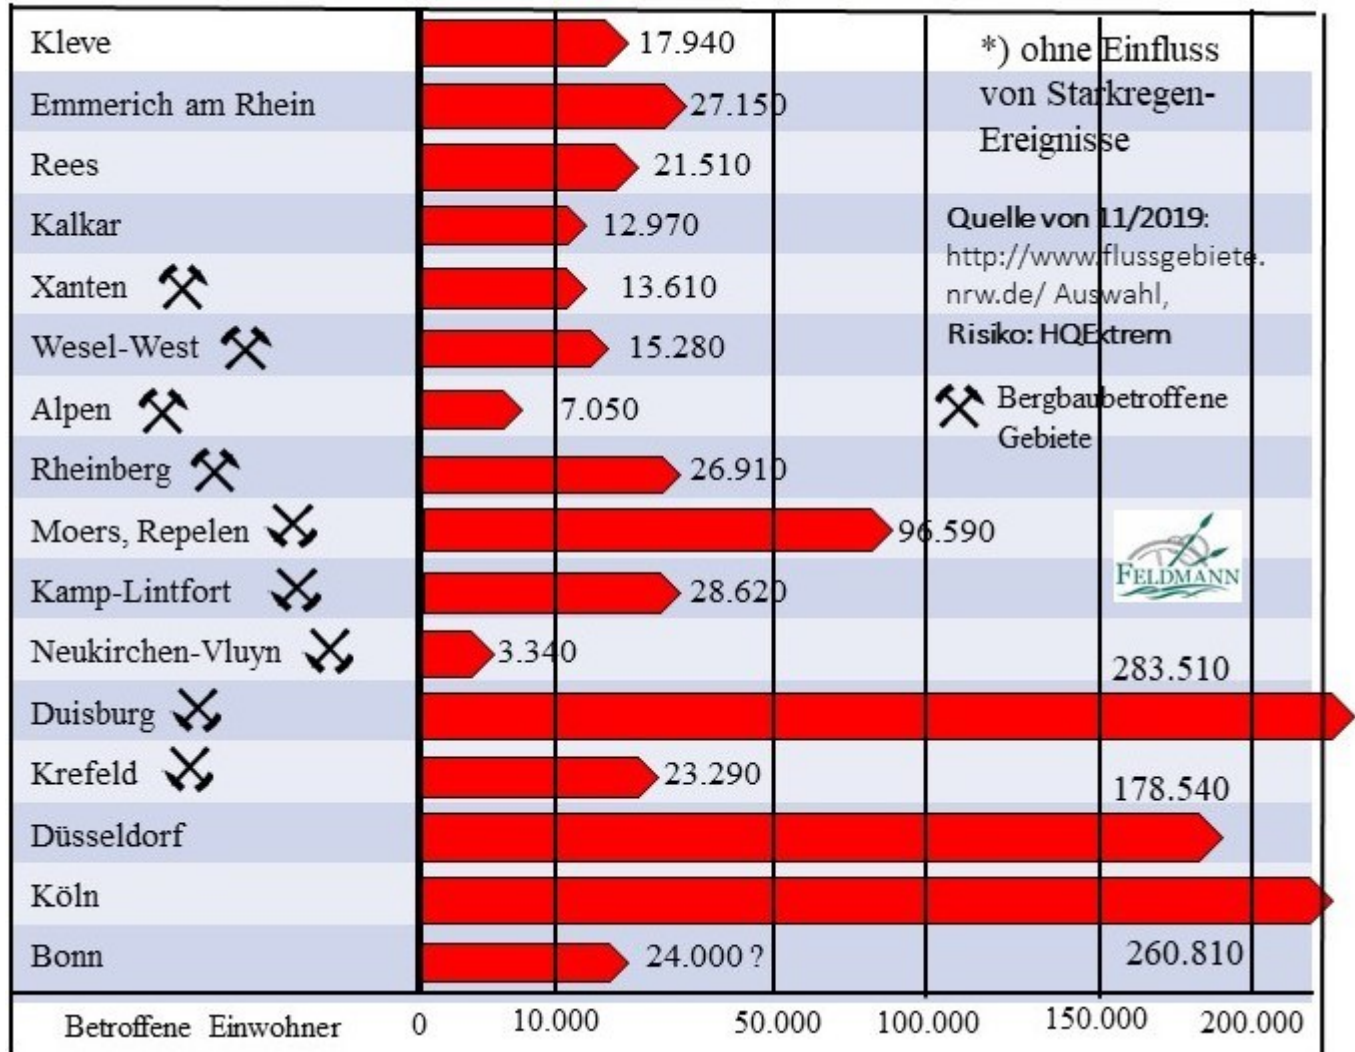 Kleve 17.940
*) ohne Einfluss
von Starkregen-
Ereignisse
Emmerich am Rhein 27.150
Rees 21.510
Kalkar 12.970
Quelle von 11/2019:
http://www.flussgebiete.
nrw.de/ Auswahl,
Risiko: HQExtrem
Xanten 13.610
Wesel-West 15.280
Alpen 7.050
Bergbaubetroffene
Gebiete
Rheinberg 26.910
Moers, Repelen 96.590
FELDMANN
Kamp-Lintfort 28.620
Neukirchen-Vluyn 3.340
Duisburg 283.510
Krefeld 23.290
Düsseldorf 178.540
Köln 260.810
Bonn 24.000 ?
Betroffene Einwohner 0 10.000 50.000 100.000 150.000 200.000